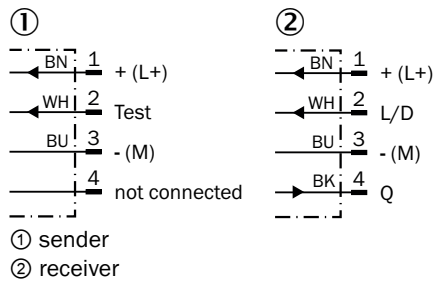 ① ②
BN 1 + (L+)
WH 2 Test
BU 3 - (M)
4 not connected
BN 1 + (L+)
WH 2 L/D
BU 3 - (M)
BK 4 Q
① sender
② receiver